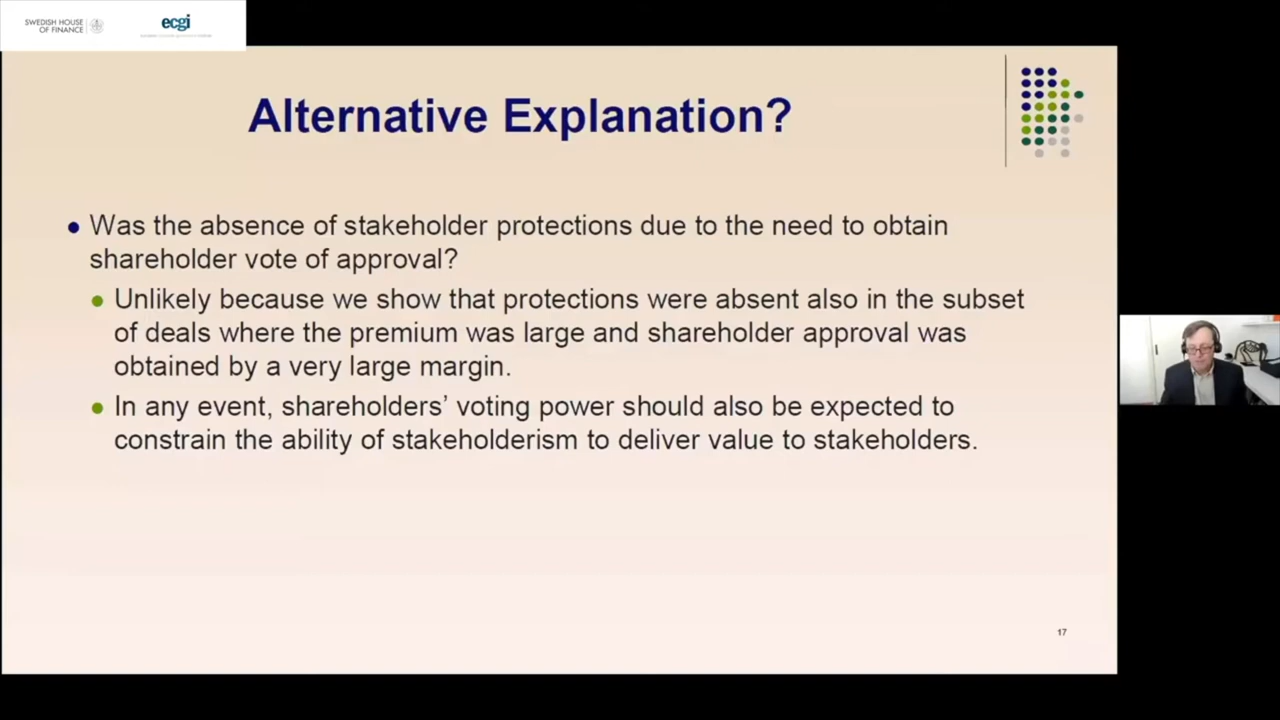 SWEDISH HOUSE
OF FINANCE
ecgi
Alternative Explanation?
Was the absence of stakeholder protections due to the need to obtain
shareholder vote of approval?
Unlikely because we show that protections were absent also in the subset
of deals where the premium was large and shareholder approval was
obtained by a very large margin.
In any event, shareholders’ voting power should also be expected to
constrain the ability of stakeholderism to deliver value to stakeholders.
17